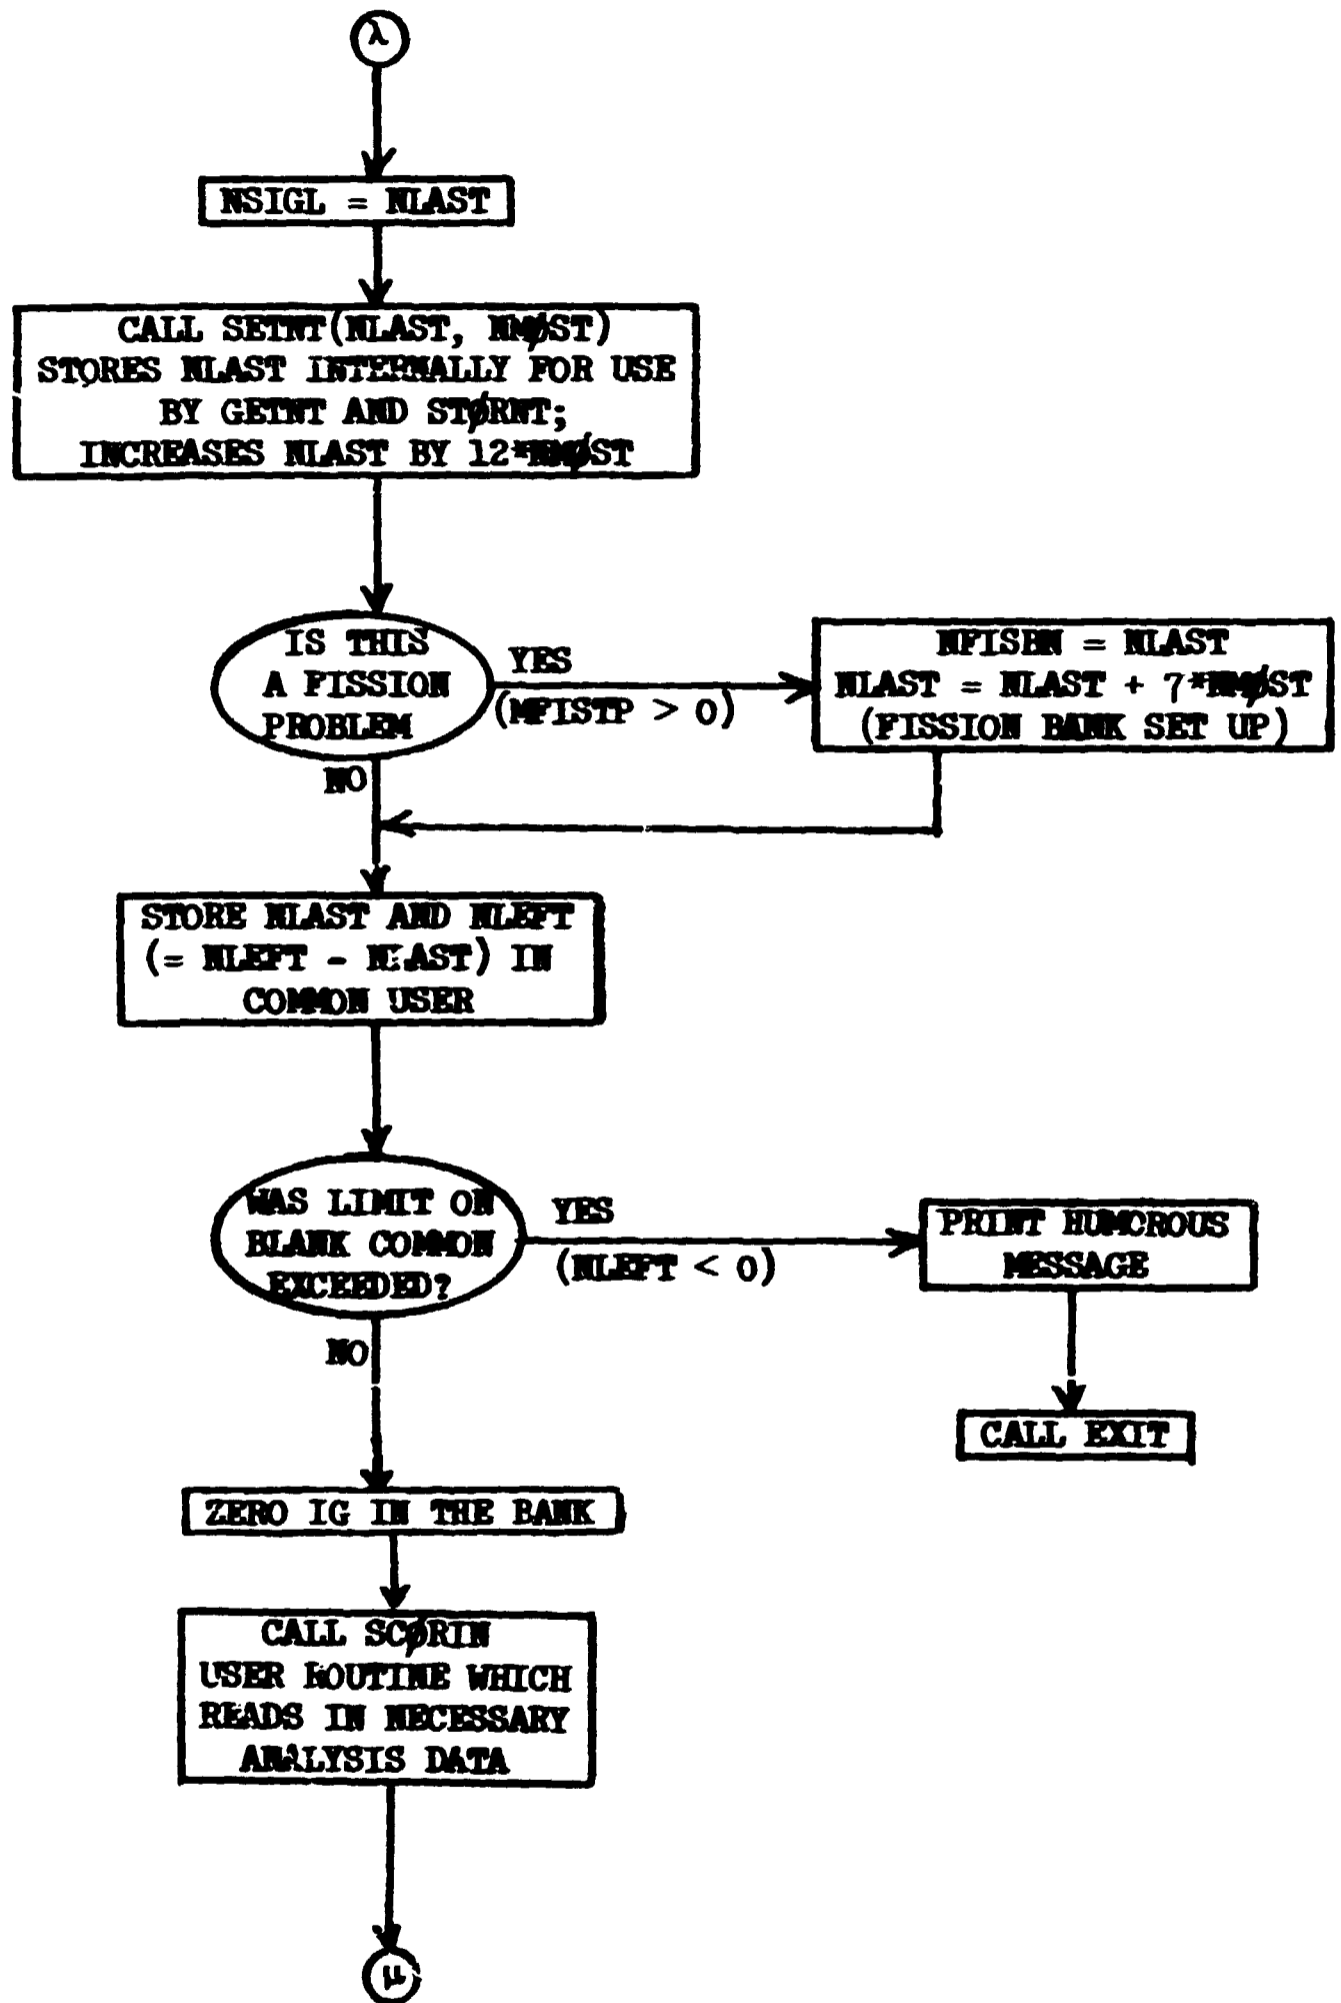 λ
NSIGL = NLAST
CALL SETNT(NLAST, NMØST)
STORES NLAST INTERNALLY FOR USE
BY GETNT AND STØRNT;
INCREASES NLAST BY 12*NMØST
IS THIS
A FISSION
PROBLEM
YES
(MFISTP > 0)
NFISBN = NLAST
NLAST = NLAST + 7*NMØST
(FISSION BANK SET UP)
NO
STORE NLAST AND NLEFT
(= NLEFT - NLAST) IN
COMMON USER
WAS LIMIT ON
BLANK COMMON
EXCEEDED?
YES
(NLEFT < 0)
PRINT HUMOROUS
MESSAGE
NO
CALL EXIT
ZERO IG IN THE BANK
CALL SCØRIN
USER ROUTINE WHICH
READS IN NECESSARY
ANALYSIS DATA
μ